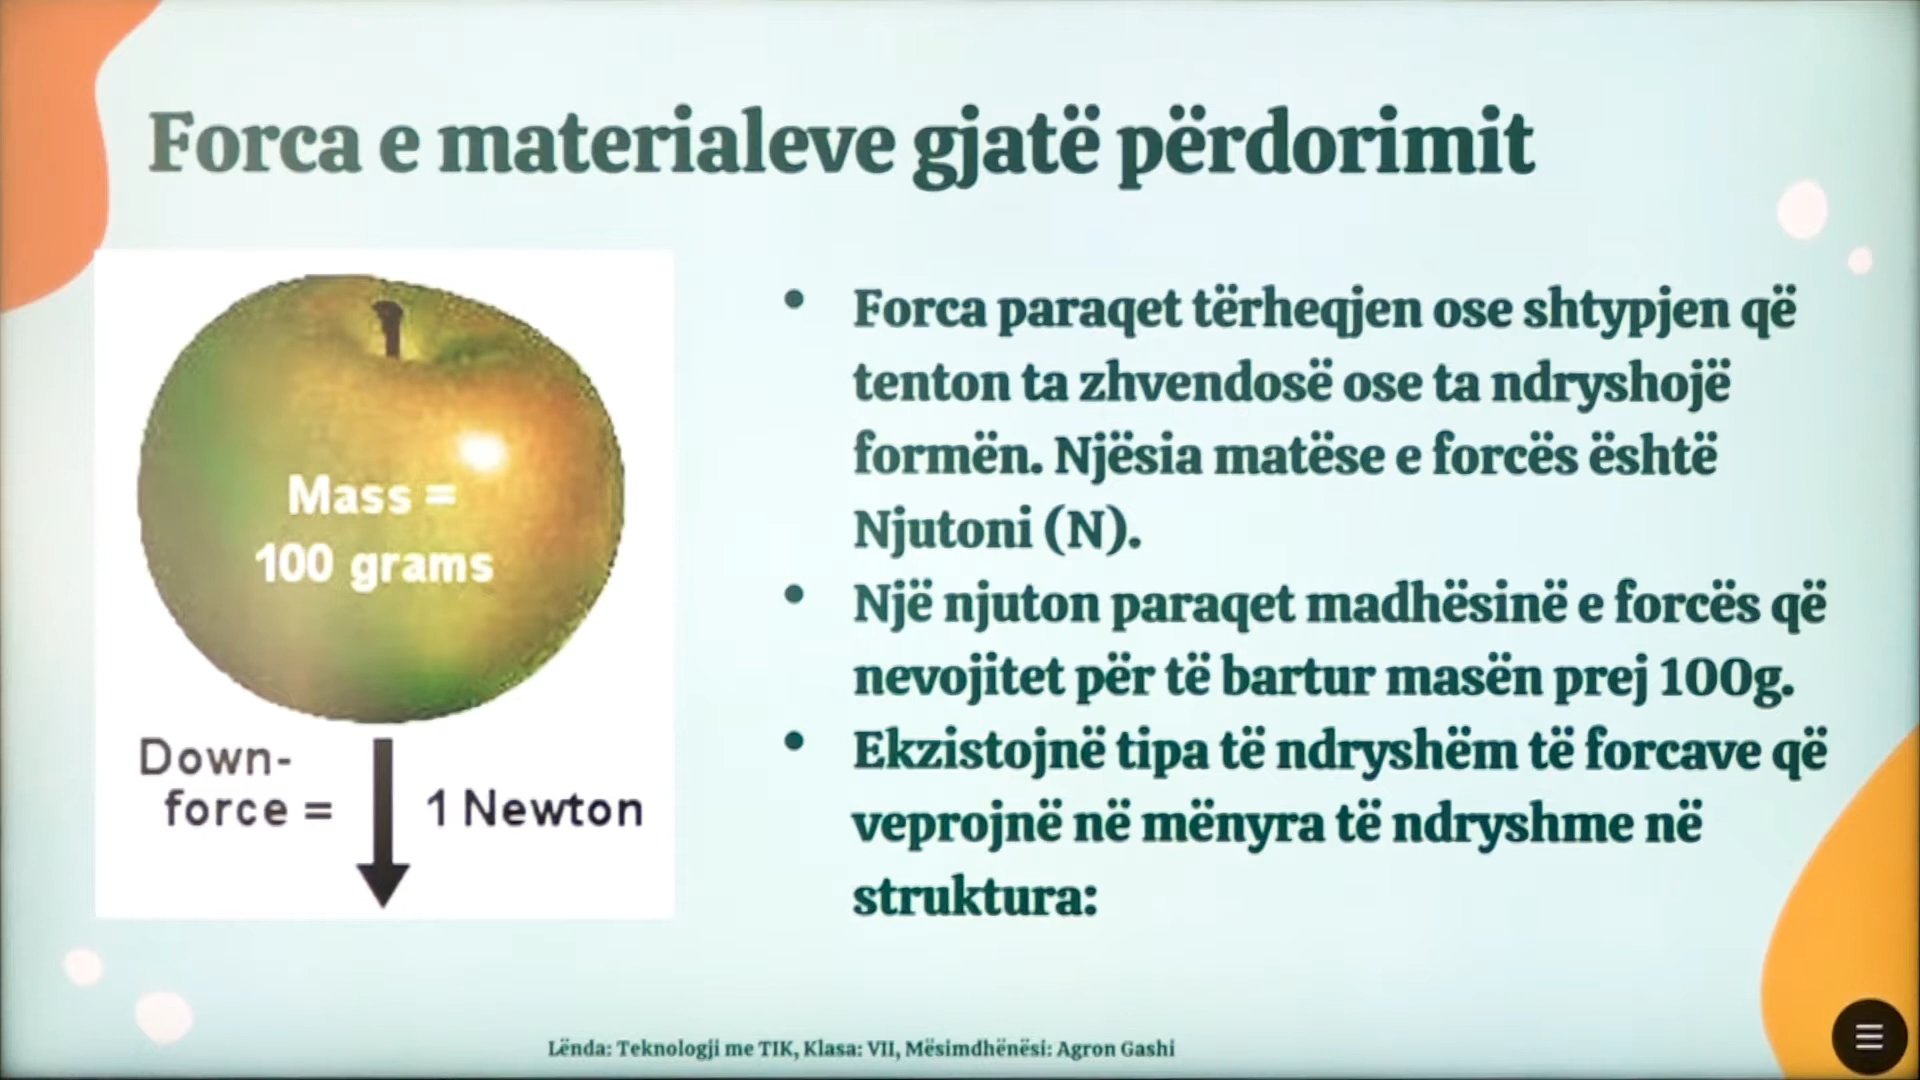 Forca e materialeve gjatë përdorimit
Mass =
100 grams
Down-
force =
1 Newton
• Forca paraqet tërheqjen ose shtypjen që
tenton ta zhvendosë ose ta ndryshojë
formën. Njësia matëse e forcës është
Njutoni (N).
• Një njuton paraqet madhësinë e forcës që
nevojitet për të bartur masën prej 100g.
• Ekzistojnë tipa të ndryshëm të forcave që
veprojnë në mënyra të ndryshme në
struktura:
Lënda: Teknologji me TIK, Klasa: VII, Mësimdhënësi: Agron Gashi